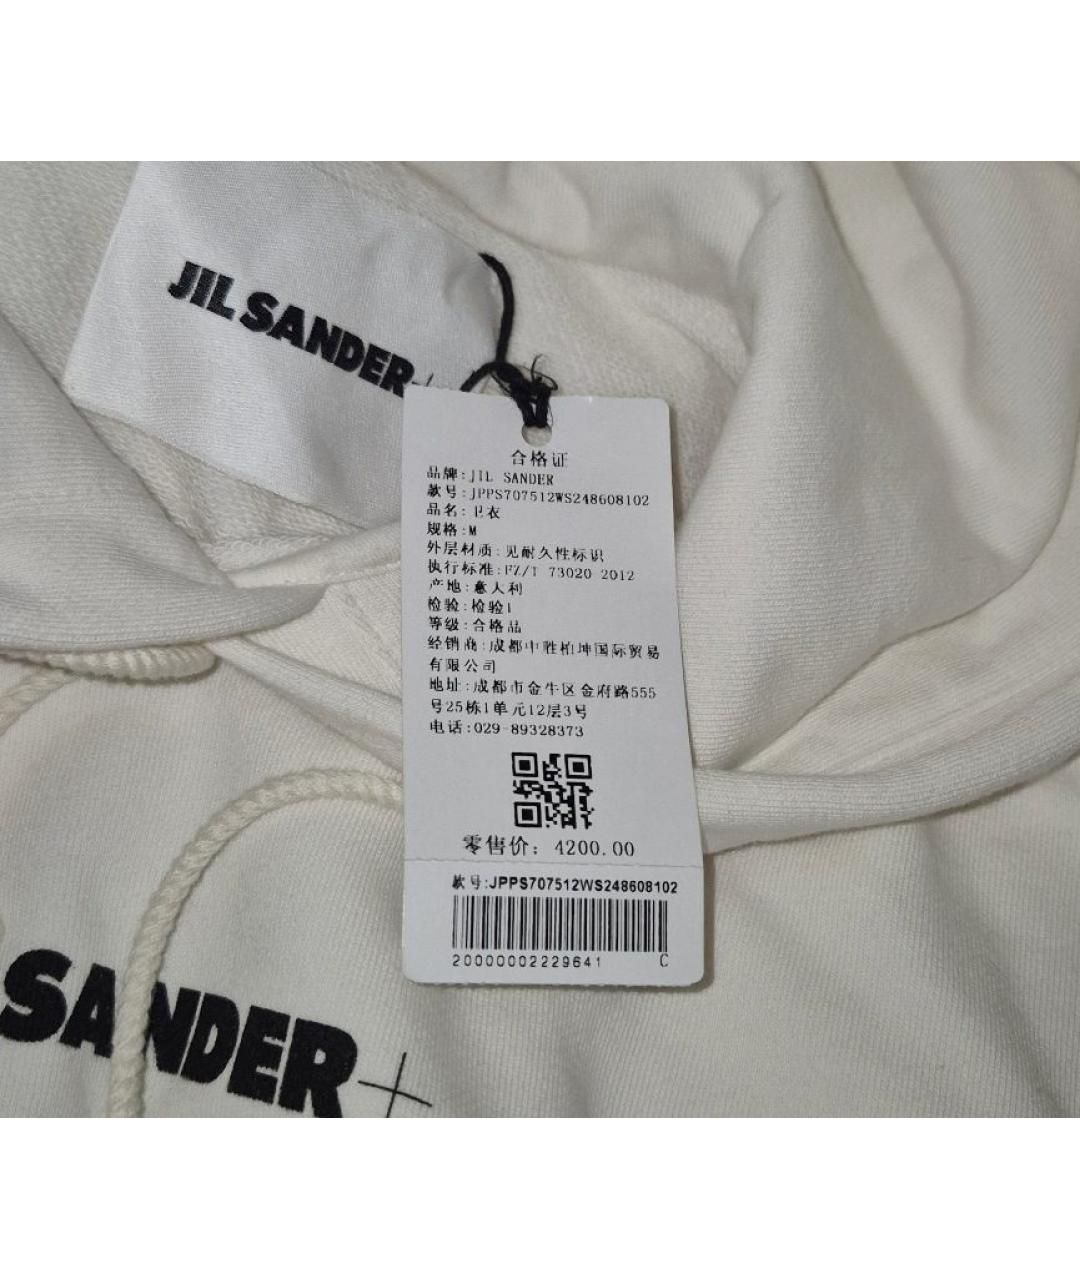 JIL SANDER+
合格证
品牌:JIL SANDER
款号:JPPS707512WS248608102
品名:卫衣
规格:M
外层材质:见耐久性标识
执行标准:FZ/T 73020-2012
产地:意大利
检验:检验1
等级:合格品
经销商:成都中胜柏坤国际贸易
有限公司
地址:成都市金牛区金府路555
号25栋1单元12层3号
电话:029-89328373
零售价: 4200.00
款号:JPPS707512WS248608102
20000002229641 C
SANDER+